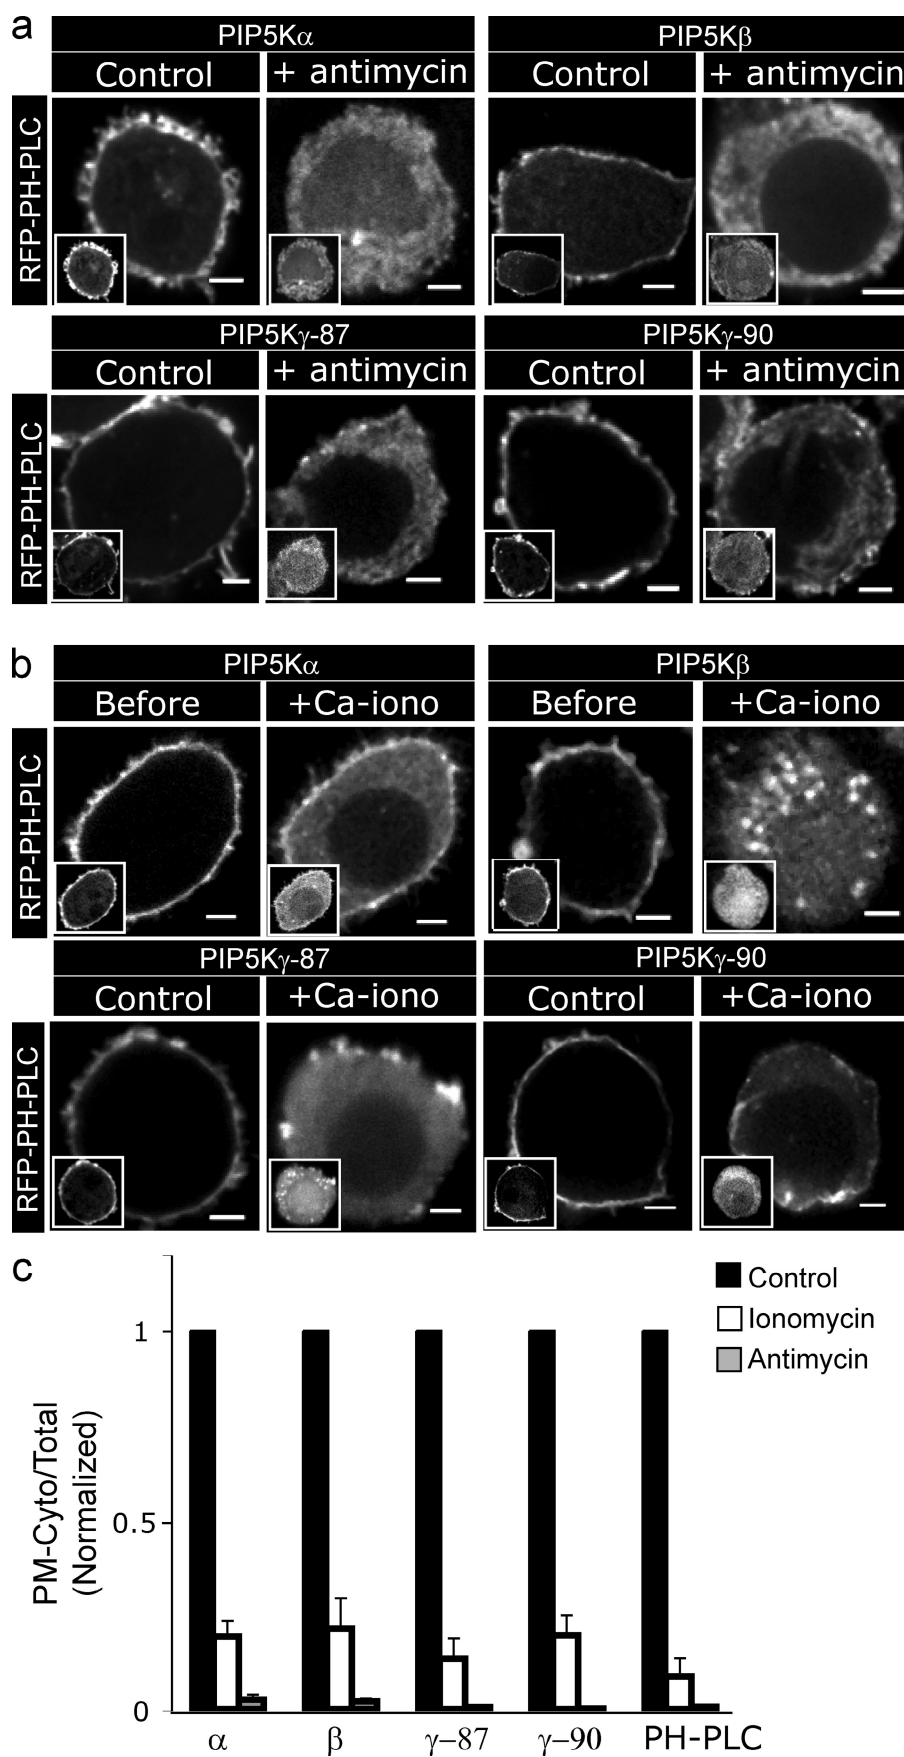 a
PIP5Kα PIP5Kβ
Control + antimycin Control + antimycin
RFP-PH-PLC
PIP5Kγ-87 PIP5Kγ-90
Control + antimycin Control + antimycin
RFP-PH-PLC
b
PIP5Kα PIP5Kβ
Before +Ca-iono Before +Ca-iono
RFP-PH-PLC
PIP5Kγ-87 PIP5Kγ-90
Control +Ca-iono Control +Ca-iono
RFP-PH-PLC
c
Control
Ionomycin
Antimycin
PM-Cyto/Total
(Normalized)
1
0.5
0
α β γ-87 γ-90 PH-PLC